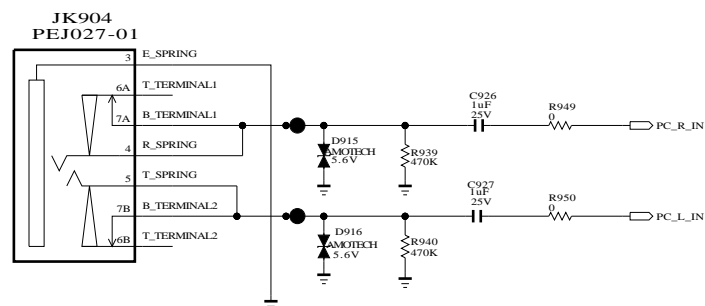 JK904
PEJ027-01
3
E_SPRING
6A
T_TERMINAL1
7A
B_TERMINAL1
4
R_SPRING
5
T_SPRING
7B
B_TERMINAL2
6B
T_TERMINAL2
D915
AMOTECH
5.6V
R939
470K
C926
1uF
25V
R949
0
PC_R_IN
D916
AMOTECH
5.6V
R940
470K
C927
1uF
25V
R950
0
PC_L_IN